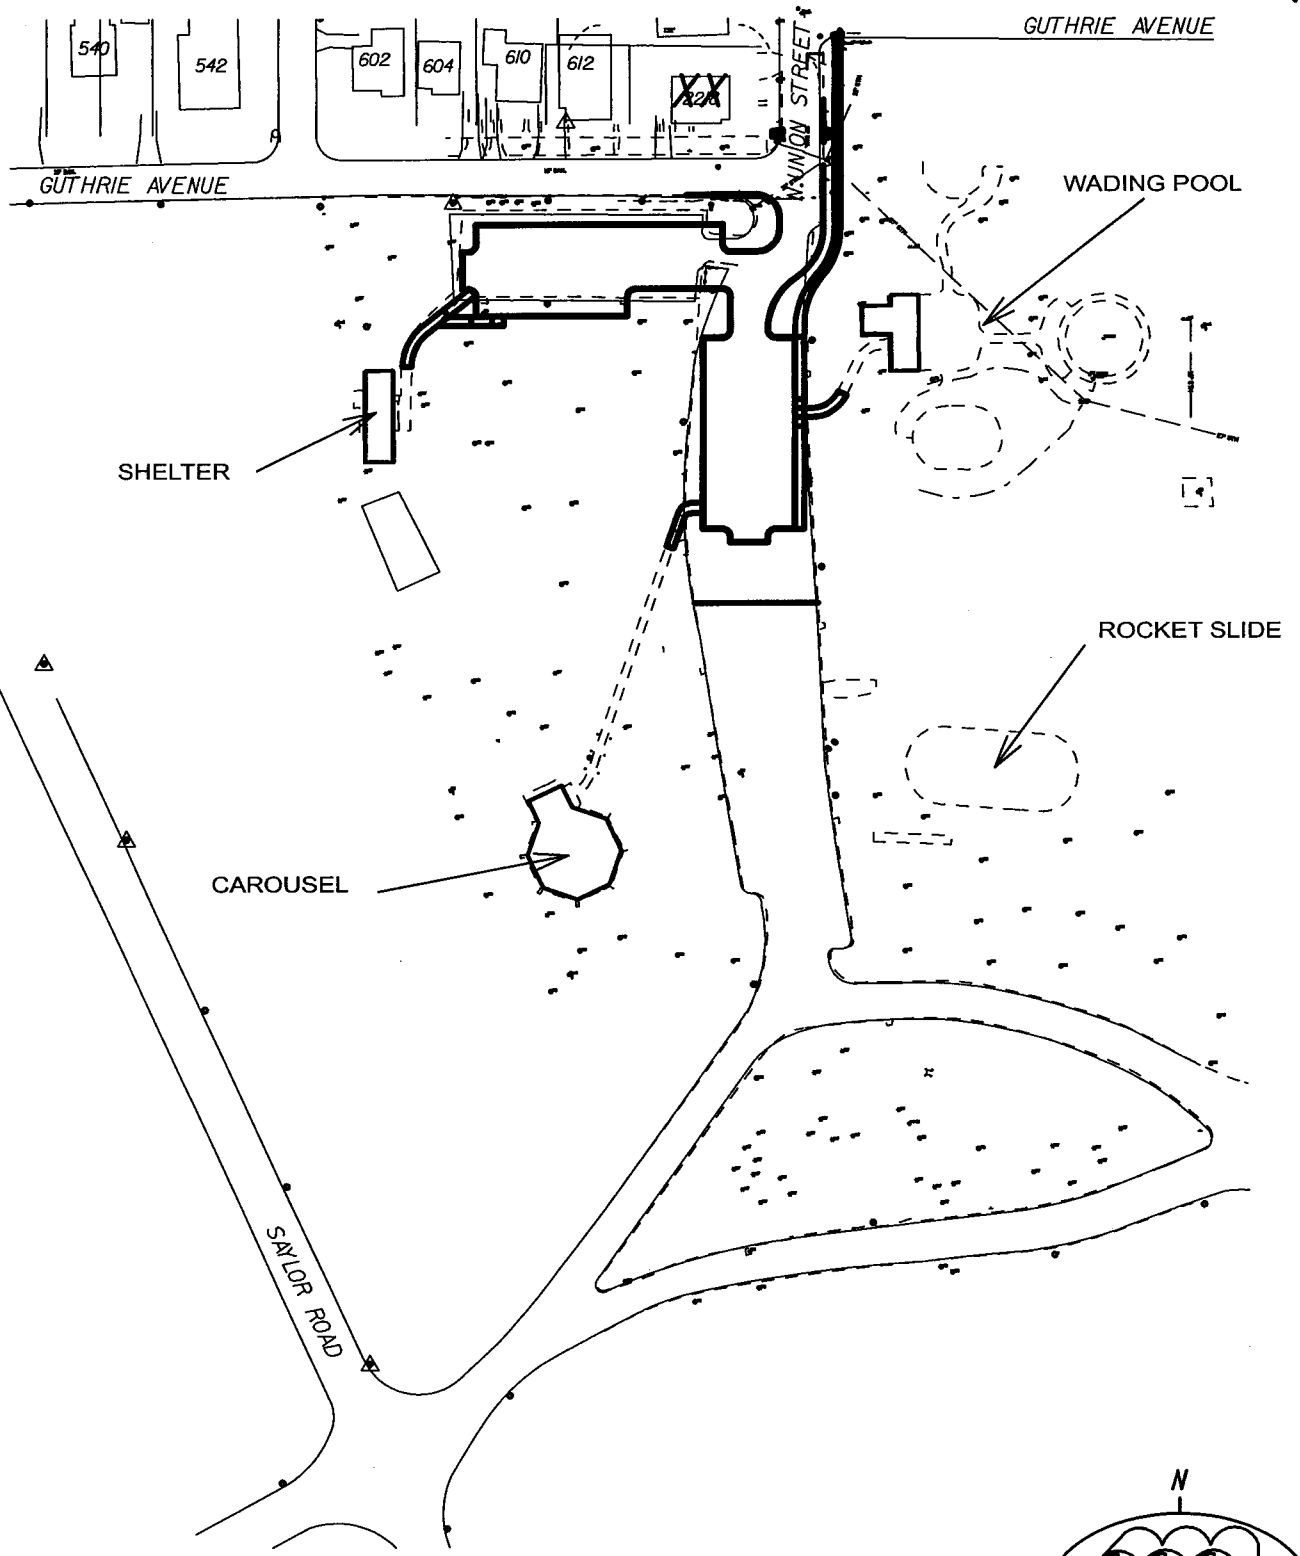 GUTHRIE AVENUE
540
542
602
604
610
612
N. UNION STREET
GUTHRIE AVENUE
WADING POOL
SHELTER
ROCKET SLIDE
CAROUSEL
SAYLOR ROAD
N